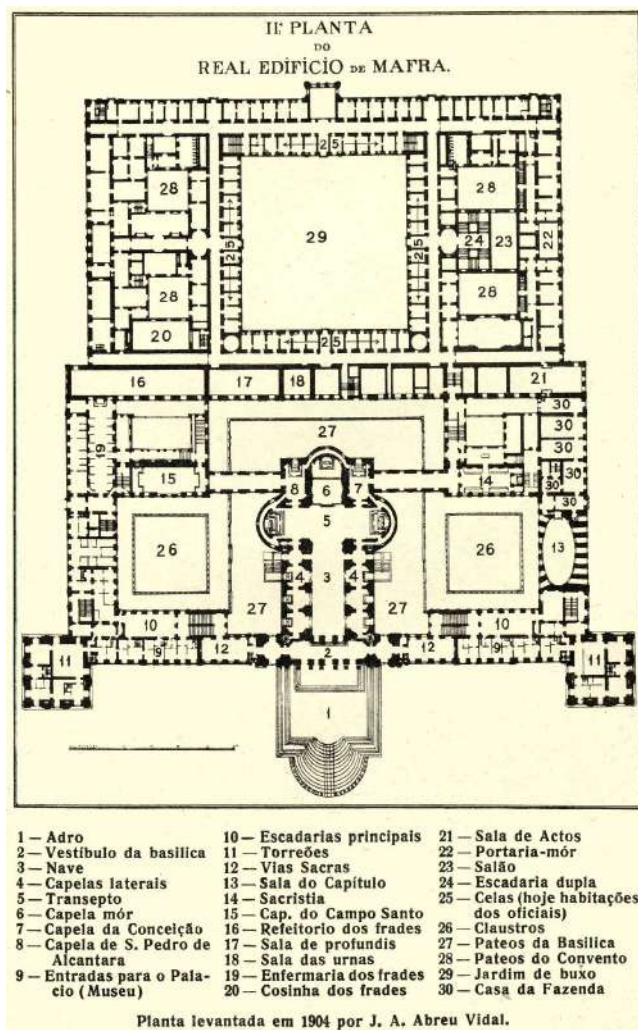 II.ª PLANTA
DO
REAL EDIFICIO DE MAFRA.
25
28
28
29
24
23
22
25
25
28
28
20
25
16
17
18
21
30
27
30
30
19
15
8
6
7
14
30
30
30
5
26
26
13
4
3
4
27
27
10
10
11
9
12
2
12
9
11
1
1 — Adro
2 — Vestíbulo da basilica
3 — Nave
4 — Capelas laterais
5 — Transepto
6 — Capela mór
7 — Capela da Conceição
8 — Capela de S. Pedro de
Alcantara
9 — Entradas para o Pala-
cio (Museu)
10 — Escadarias principais
11 — Torreões
12 — Vias Sacras
13 — Sala do Capítulo
14 — Sacristia
15 — Cap. do Campo Santo
16 — Refeitorio dos frades
17 — Sala de profundis
18 — Sala das urnas
19 — Enfermaria dos frades
20 — Cosinha dos frades
21 — Sala de Actos
22 — Portaria-mór
23 — Salão
24 — Escadaria dupla
25 — Celas (hoje habitações
dos oficiais)
26 — Claustros
27 — Pateos da Basilica
28 — Pateos do Convento
29 — Jardim de buxo
30 — Casa da Fazenda
Planta levantada em 1904 por J. A. Abreu Vidal.